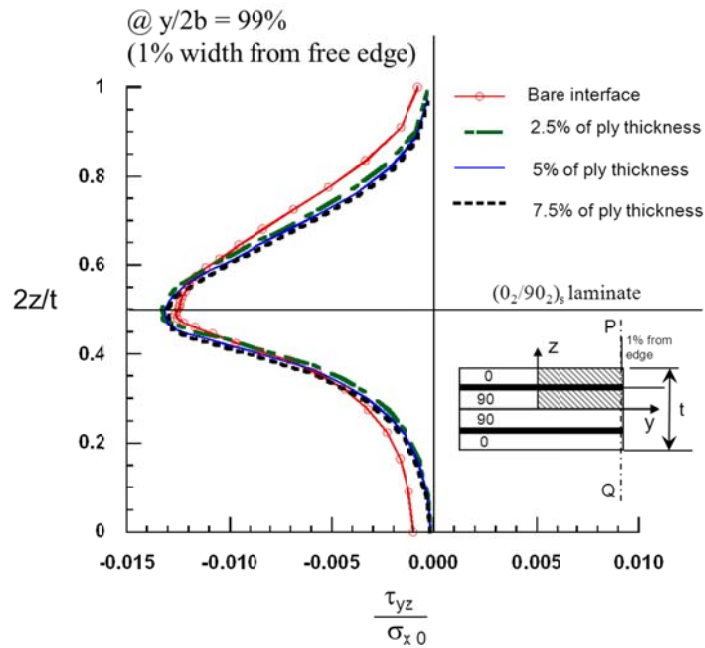 @ y/2b = 99%
(1% width from free edge)
1
0.8
0.6
0.4
0.2
0
2z/t
-0.015
-0.010
-0.005
0.000
0.005
0.010
τyz
σx 0
Bare interface
2.5% of ply thickness
5% of ply thickness
7.5% of ply thickness
(0₂/90₂)s laminate
P
1% from
edge
z
0
90
90
0
y
t
Q